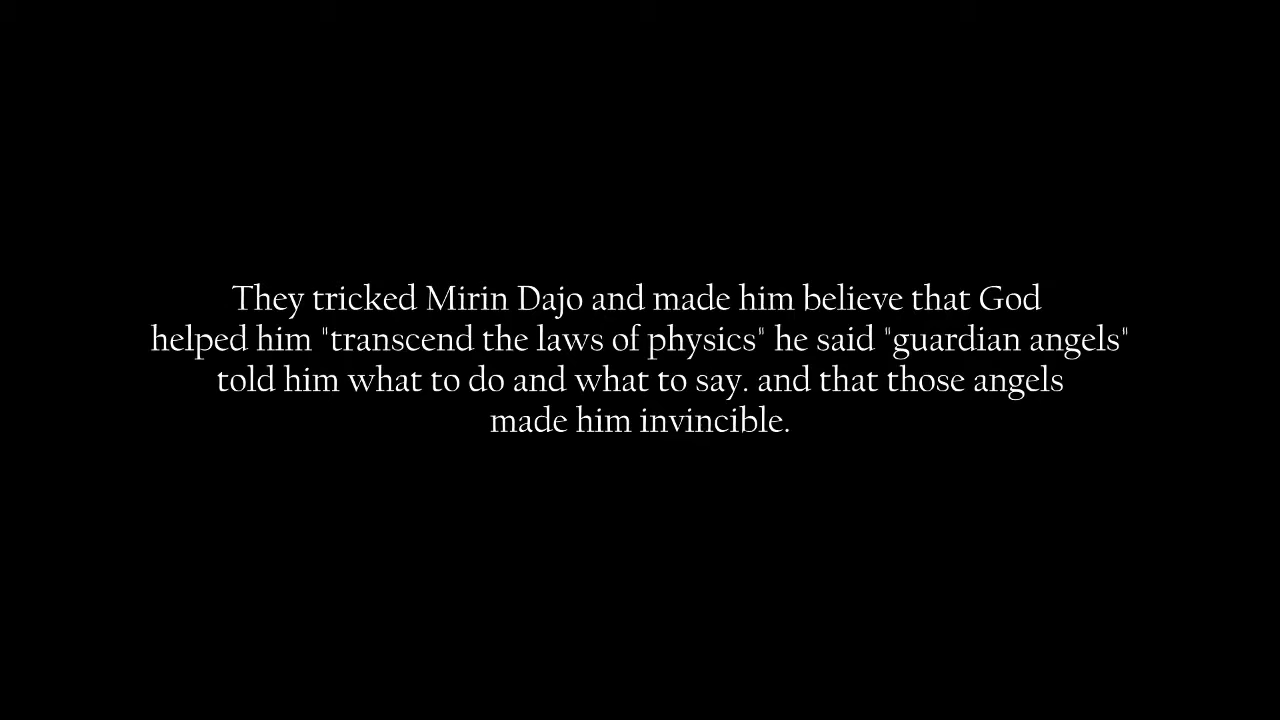 They tricked Mirin Dajo and made him believe that God
helped him "transcend the laws of physics" he said "guardian angels"
told him what to do and what to say. and that those angels
made him invincible.